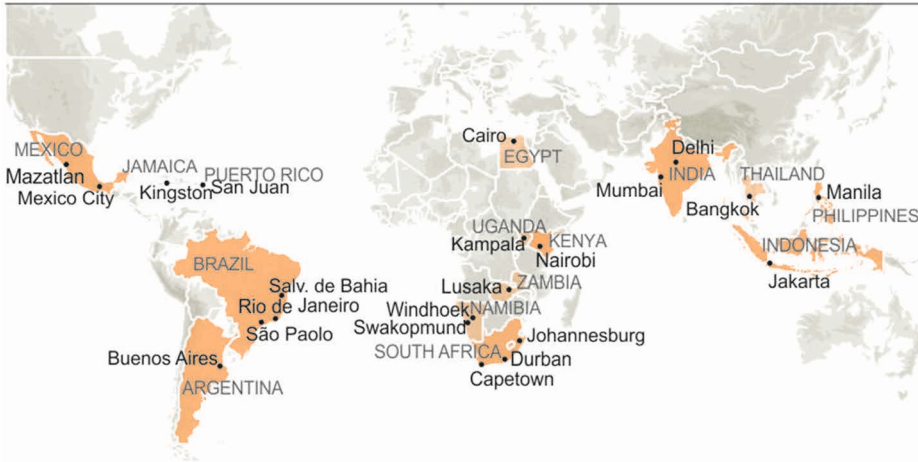 MEXICO
Mazatlan
Mexico City
JAMAICA
Kingston
PUERTO RICO
San Juan
BRAZIL
Salv. de Bahia
Rio de Janeiro
São Paolo
Buenos Aires
ARGENTINA
Cairo
EGYPT
UGANDA
Kampala
KENYA
Nairobi
Lusaka
ZAMBIA
Windhoek
NAMIBIA
Swakopmund
SOUTH AFRICA
Johannesburg
Durban
Capetown
Delhi
INDIA
Mumbai
THAILAND
Bangkok
Manila
PHILIPPINES
INDONESIA
Jakarta